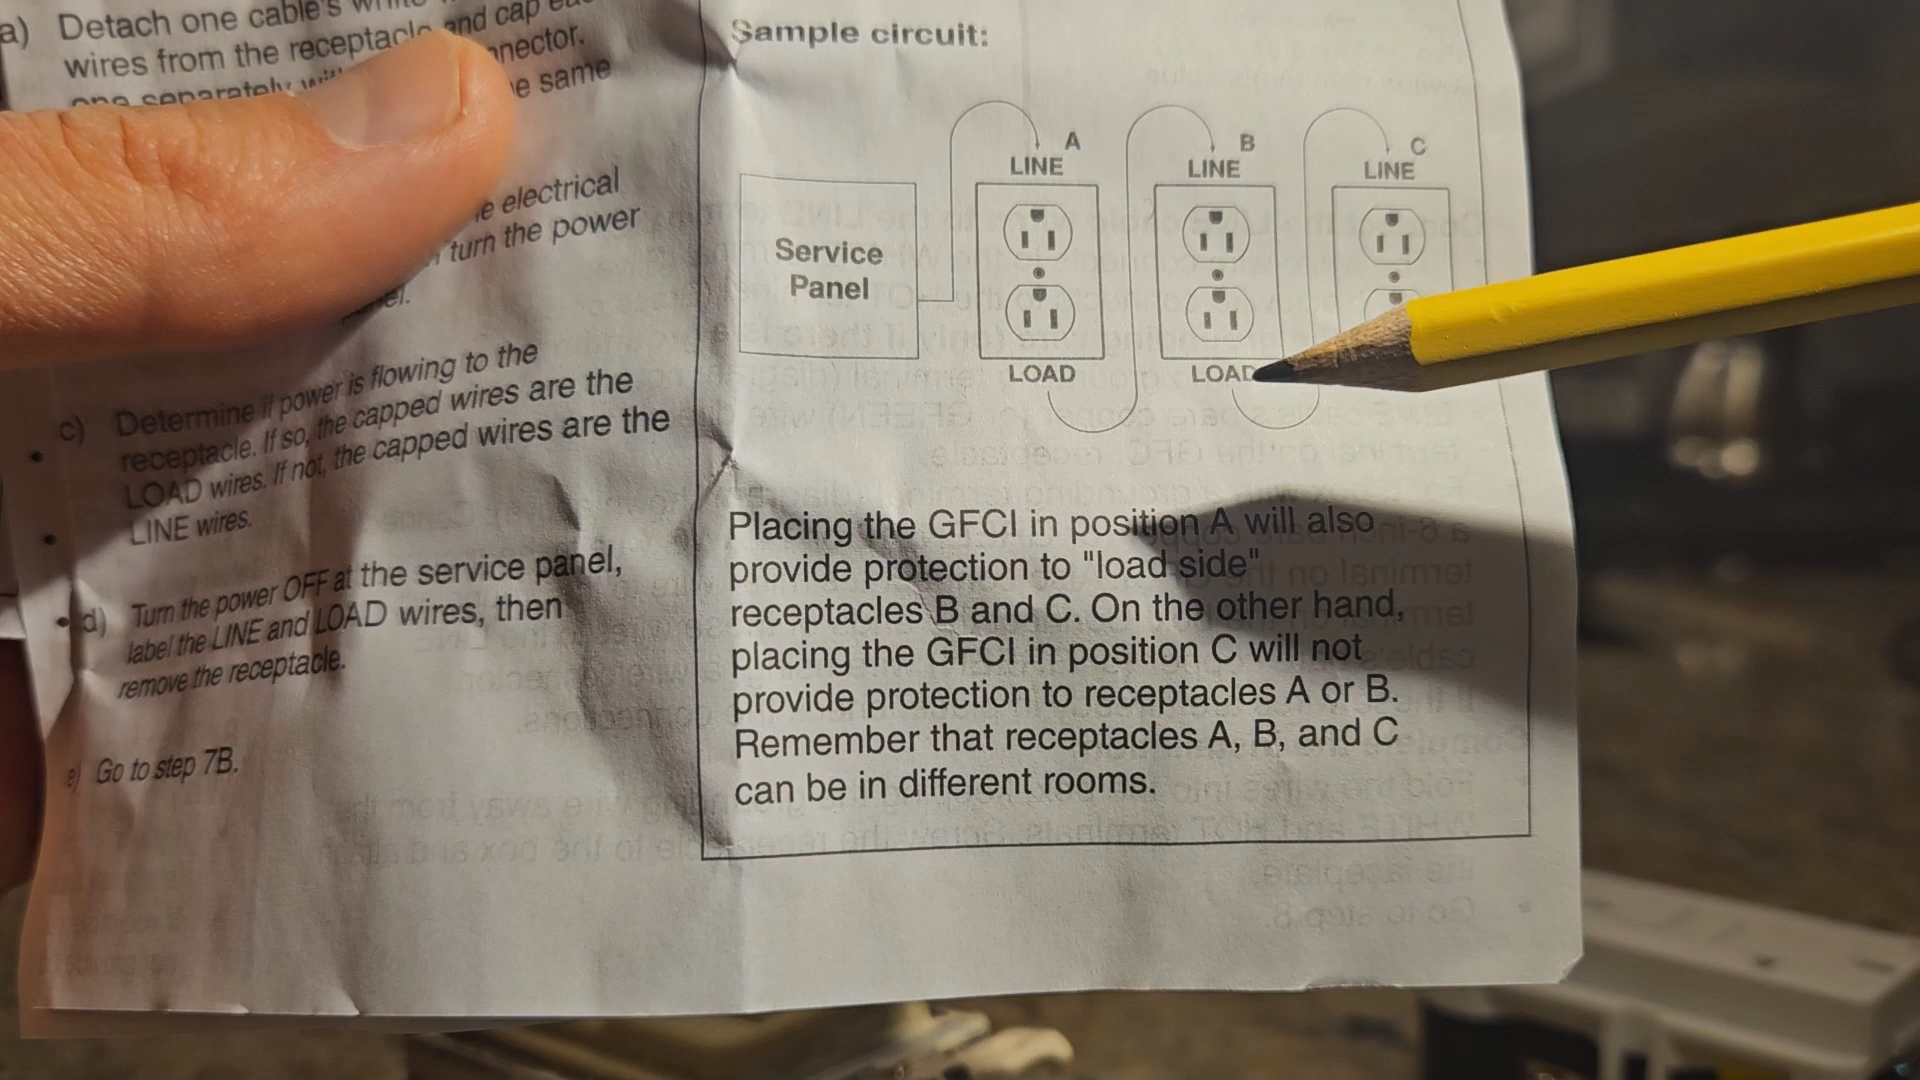 a) Detach one cable's
wires from the receptacle and cap
one separately connector.
e same
electrical
turn the power
c) Determine if power is flowing to the
receptacle. If so, the capped wires are the
LOAD wires. If not, the capped wires are the
LINE wires.
d) Turn the power OFF at the service panel,
label the LINE and LOAD wires, then
remove the receptacle.
e) Go to step 7B.
Sample circuit:
A
LINE
B
LINE
C
LINE
Service
Panel
LOAD
LOAD
Placing the GFCI in position A will also
provide protection to "load side"
receptacles B and C. On the other hand,
placing the GFCI in position C will not
provide protection to receptacles A or B.
Remember that receptacles A, B, and C
can be in different rooms.